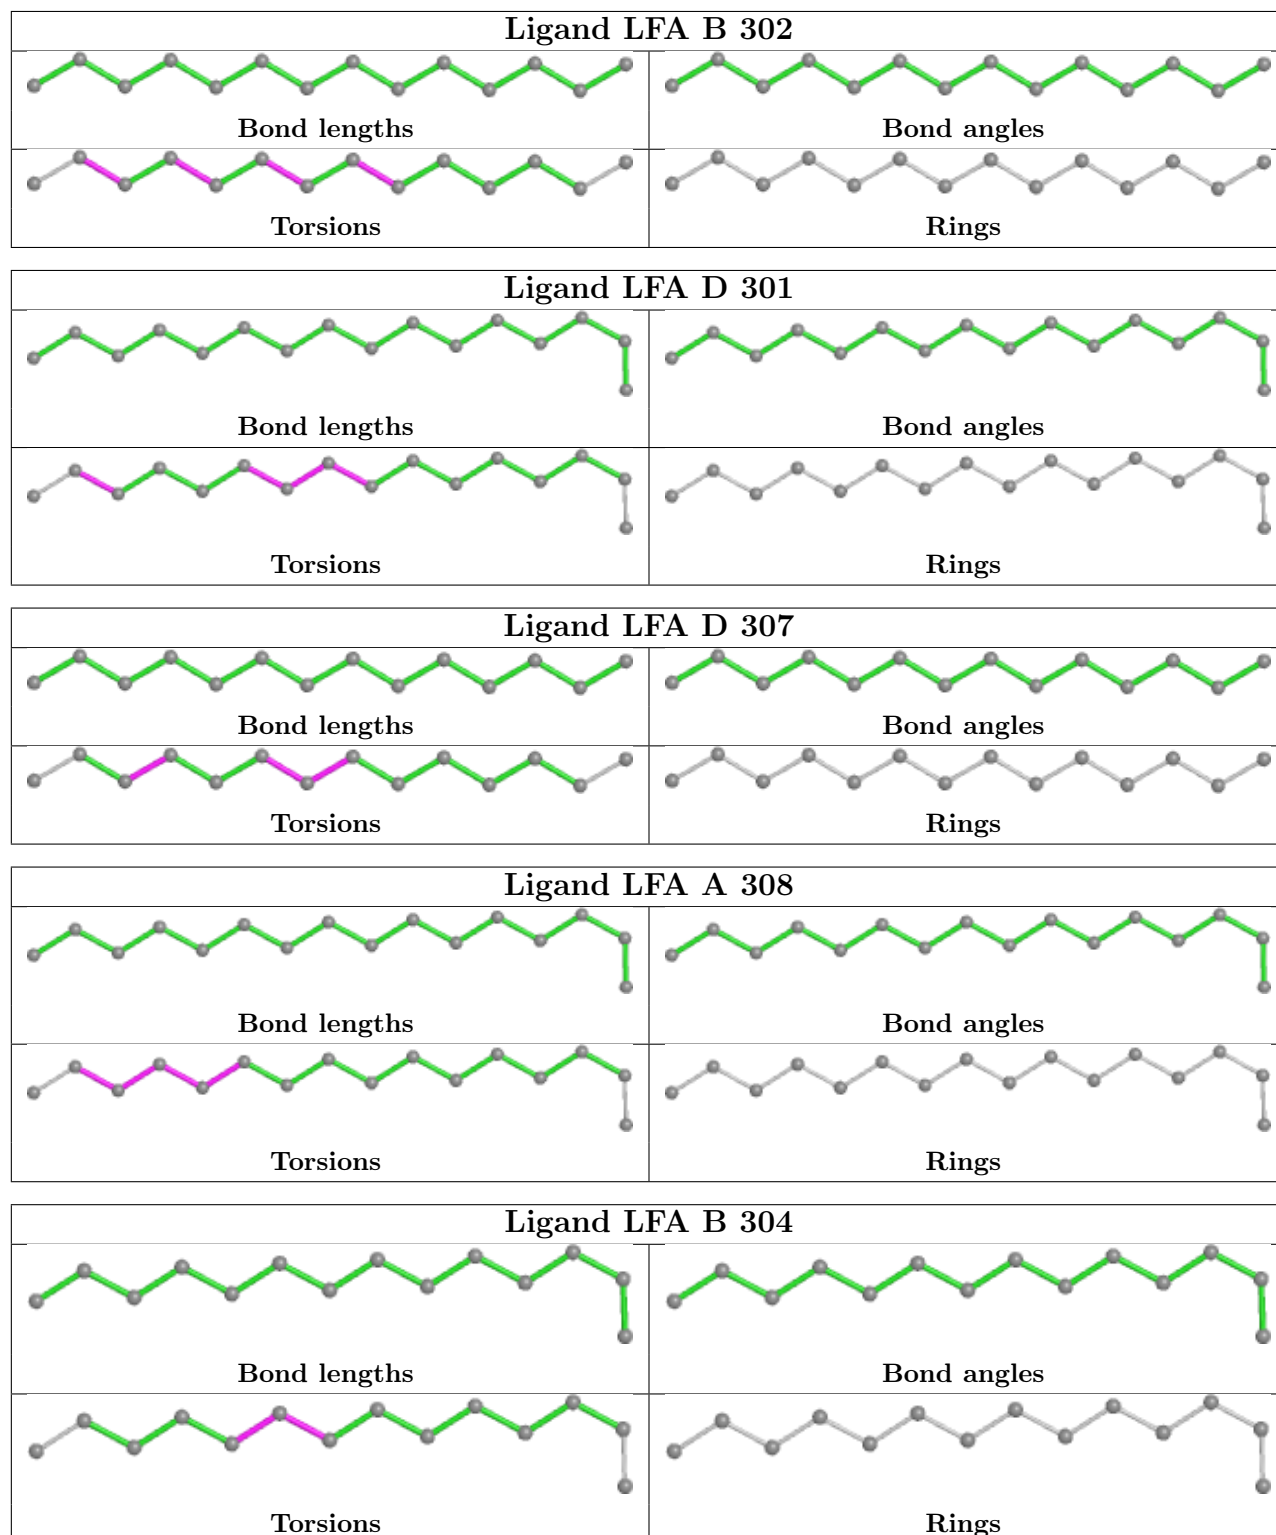 Ligand LFA B 302
Bond lengths
Bond angles
Torsions
Rings
Ligand LFA D 301
Bond lengths
Bond angles
Torsions
Rings
Ligand LFA D 307
Bond lengths
Bond angles
Torsions
Rings
Ligand LFA A 308
Bond lengths
Bond angles
Torsions
Rings
Ligand LFA B 304
Bond lengths
Bond angles
Torsions
Rings